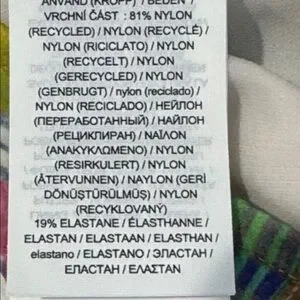 ANVÄND (KROPP) / BEDEN /
VRCHNÍ ČÁST : 81% NYLON
(RECYCLED) / NYLON (RECYCLÉ) /
NYLON (RICICLATO) / NYLON
(RECYCELT) / NYLON
(GERECYCLED) / NYLON
(GENBRUGT) / nylon (reciclado) /
NYLON (RECICLADO) / НЕЙЛОН
(ПЕРЕРАБОТАННЫЙ) / НАЙЛОН
(РЕЦИКЛИРАН) / ΝΑΪΛΟΝ
(ΑΝΑΚΥΚΛΩΜΕΝΟ) / NYLON
(RESIRKULERT) / NYLON
(ÅTERVUNNEN) / NAYLON (GERİ
DÖNÜŞTÜRÜLMÜŞ) / NYLON
(RECYKLOVANÝ)
19% ELASTANE / ÉLASTHANNE /
ELASTAN / ELASTAAN / ELASTHAN /
elastano / ELASTANO / ЭЛАСТАН /
ЕЛАСТАН / ΕΛΑΣΤΑΝ